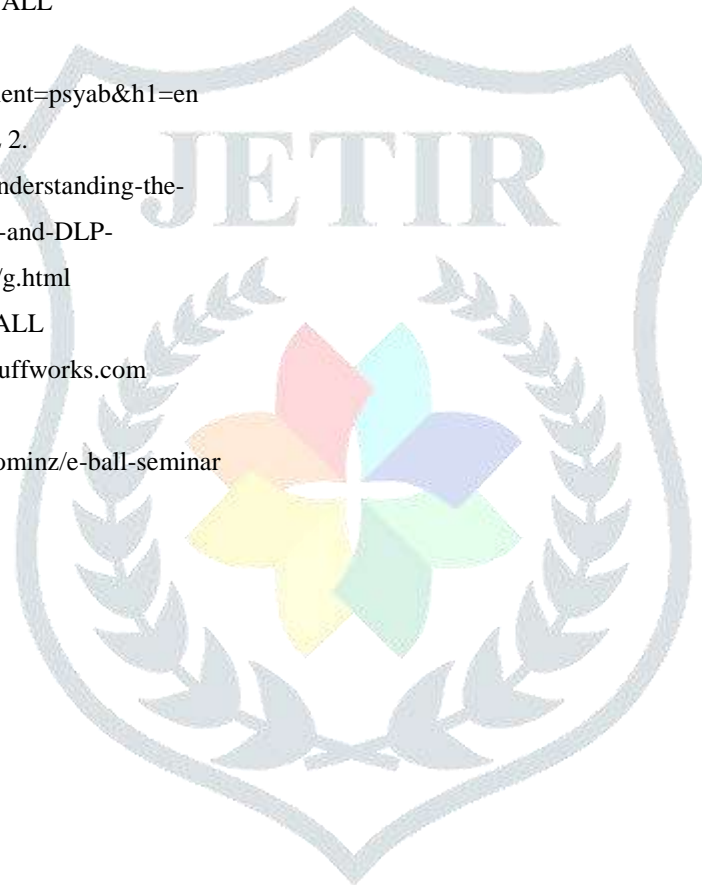 ALL
ent=psyab&h1=en
2.
nderstanding-the-
-and-DLP-
/g.html
ALL
uffworks.com
ominz/e-ball-seminar
JETIR